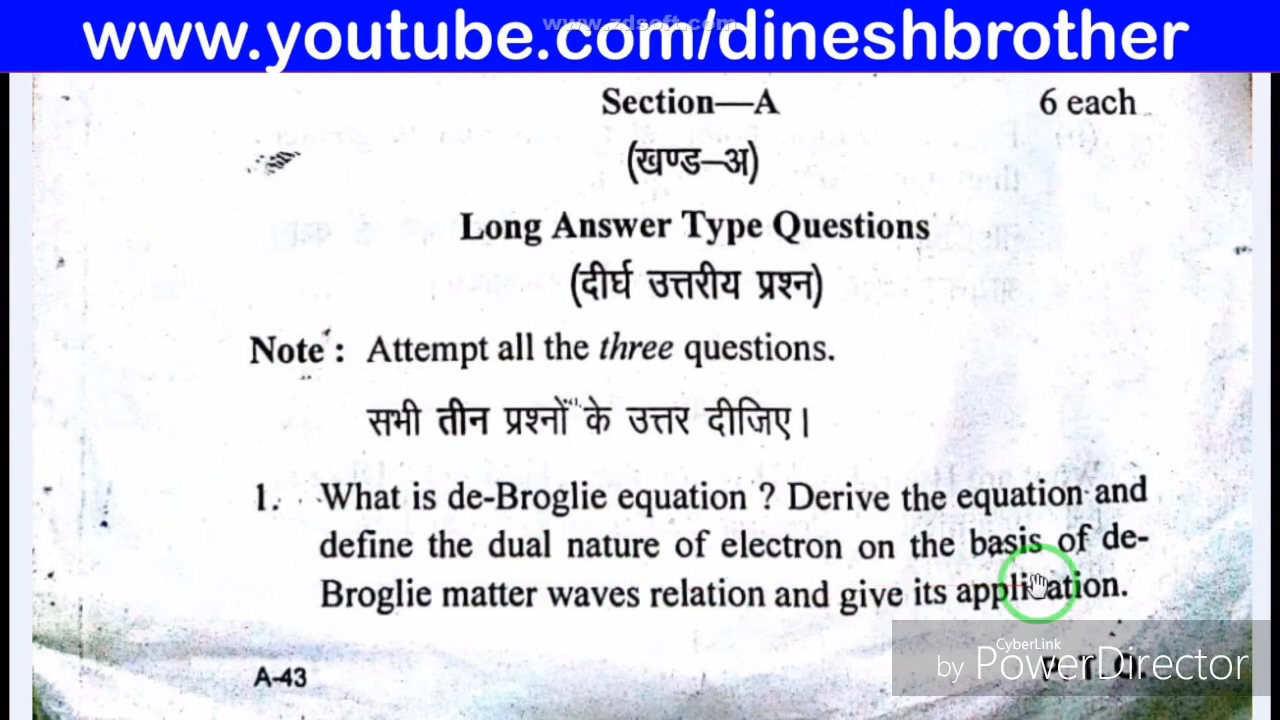 www.youtube.com/dineshbrother
www.zdsoft.com
Section—A 6 each
(खण्ड–अ)
Long Answer Type Questions
(दीर्घ उत्तरीय प्रश्न)
Note : Attempt all the three questions.
सभी तीन प्रश्नों के उत्तर दीजिए।
1. What is de-Broglie equation ? Derive the equation and
define the dual nature of electron on the basis of de-
Broglie matter waves relation and give its application.
A-43
CyberLink
by PowerDirector